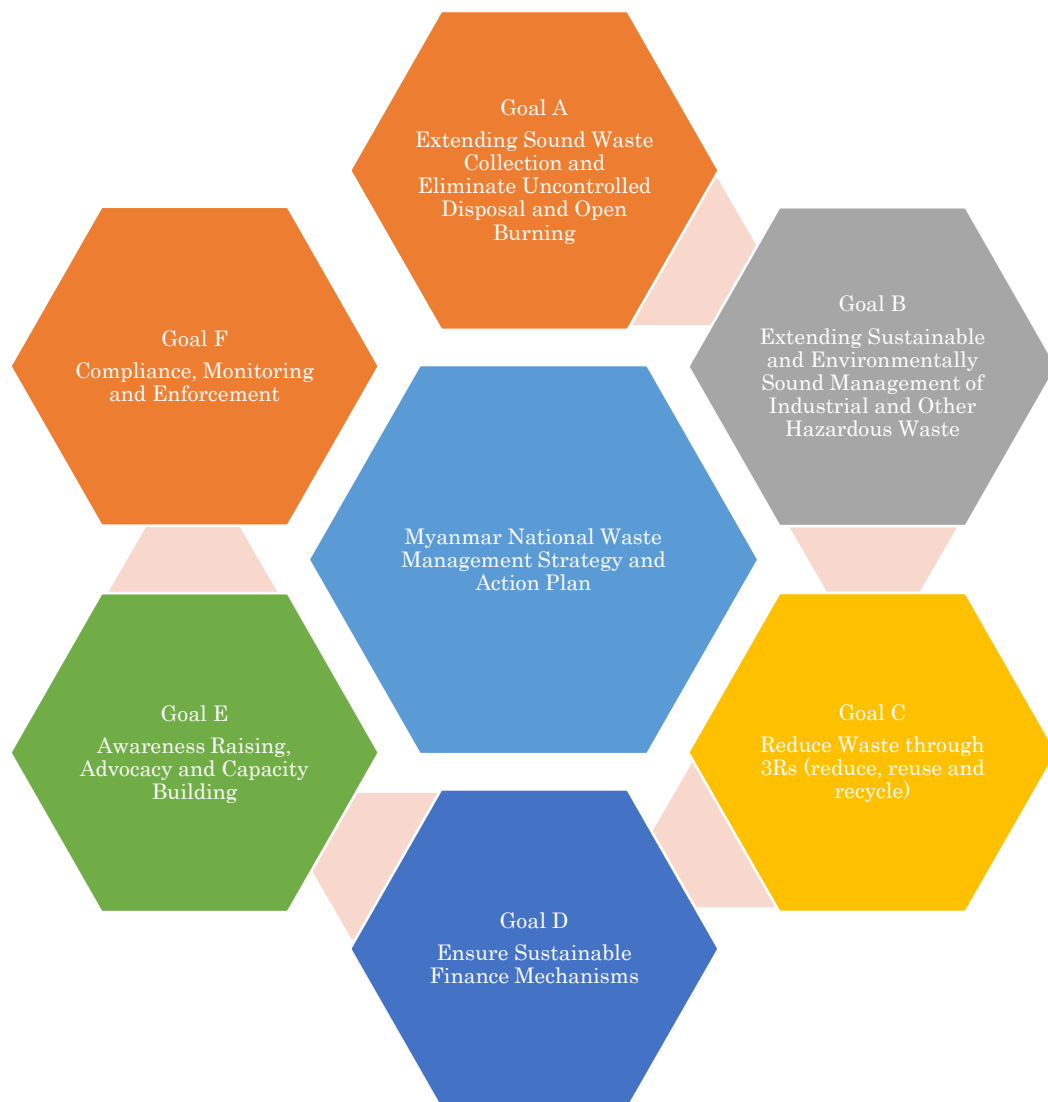 Goal A
Extending Sound Waste
Collection and
Eliminate Uncontrolled
Disposal and Open
Burning
Goal B
Extending Sustainable
and Environmentally
Sound Management of
Industrial and Other
Hazardous Waste
Goal F
Compliance, Monitoring
and Enforcement
Myanmar National Waste
Management Strategy and
Action Plan
Goal E
Awareness Raising,
Advocacy and Capacity
Building
Goal C
Reduce Waste through
3Rs (reduce, reuse and
recycle)
Goal D
Ensure Sustainable
Finance Mechanisms